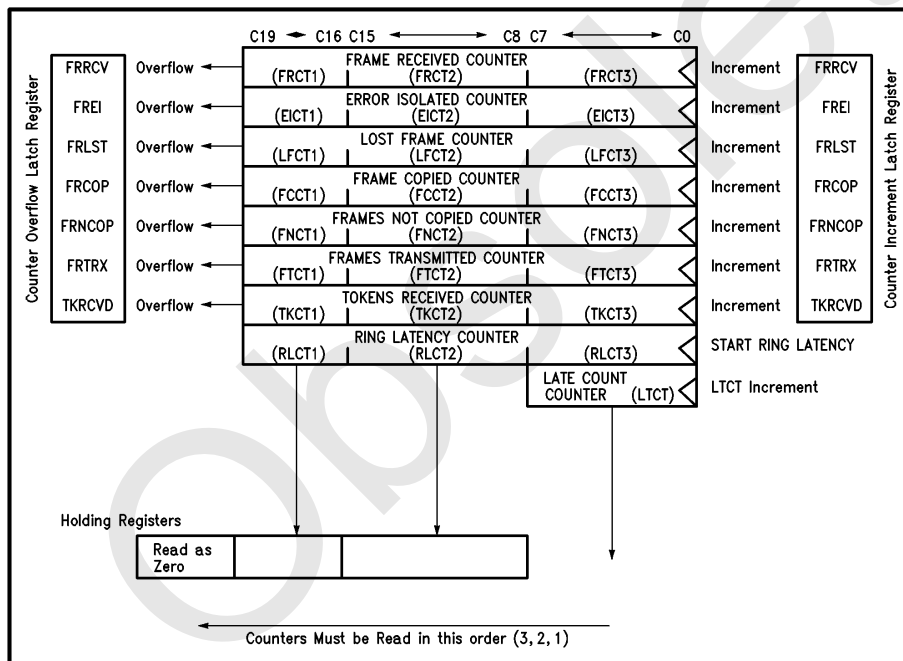 C19 C16 C15 C8 C7 C0
Counter Overflow Latch Register
FRRCV Overflow FRAME RECEIVED COUNTER Increment FRRCV
(FRCT1) (FRCT2) (FRCT3)
FREI Overflow ERROR ISOLATED COUNTER Increment FREI
(EICT1) (EICT2) (EICT3)
FRLST Overflow LOST FRAME COUNTER Increment FRLST
(LFCT1) (LFCT2) (LFCT3)
FRCOP Overflow FRAME COPIED COUNTER Increment FRCOP
(FCCT1) (FCCT2) (FCCT3)
FRNCOP Overflow FRAMES NOT COPIED COUNTER Increment FRNCOP
(FNCT1) (FNCT2) (FNCT3)
FRTRX Overflow FRAMES TRANSMITTED COUNTER Increment FRTRX
(FTCT1) (FTCT2) (FTCT3)
TKRCVD Overflow TOKENS RECEIVED COUNTER Increment TKRCVD
(TKCT1) (TKCT2) (TKCT3)
RING LATENCY COUNTER START RING LATENCY
(RLCT1) (RLCT2) (RLCT3)
LATE COUNT
COUNTER (LTCT) LTCT Increment
Counter Increment Latch Register
Holding Registers
Read as
Zero
Counters Must be Read in this order (3, 2, 1)
Obsole